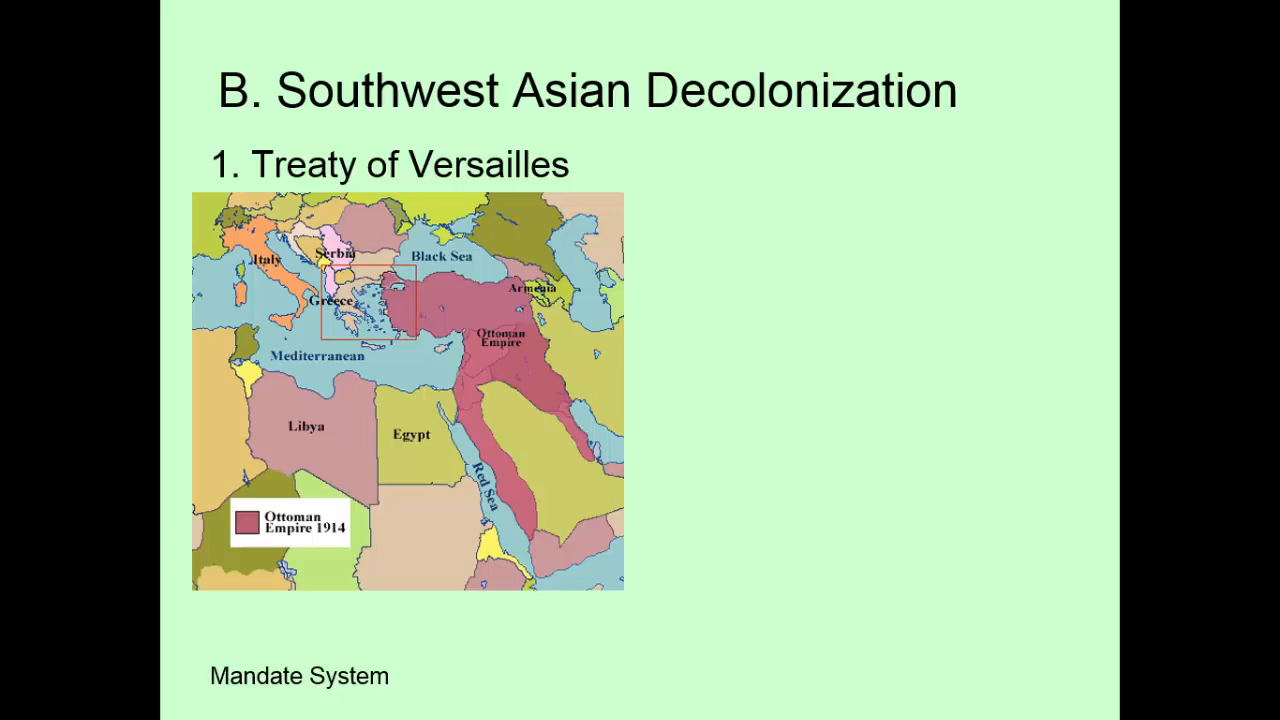 B. Southwest Asian Decolonization
1. Treaty of Versailles
Serbia
Italy
Black Sea
Armenia
Greece
Ottoman
Empire
Mediterranean
Libya
Egypt
Red Sea
Ottoman
Empire 1914
Mandate System